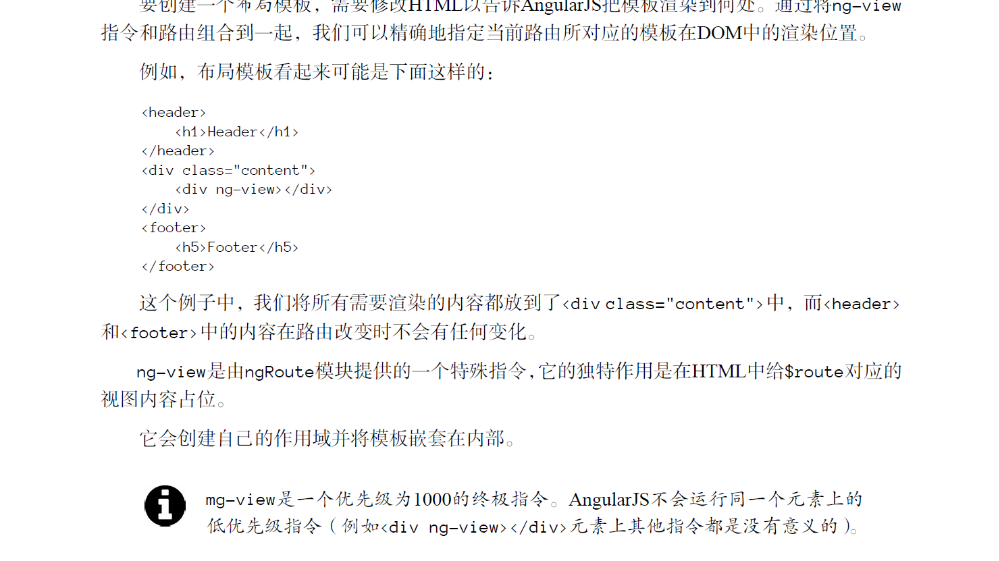 要创建一个布局模板，需要修改HTML以告诉AngularJS把模板渲染到何处。通过将ng-view
指令和路由组合到一起，我们可以精确地指定当前路由所对应的模板在DOM中的渲染位置。
例如，布局模板看起来可能是下面这样的：
<header>
<h1>Header</h1>
</header>
<div class="content">
<div ng-view></div>
</div>
<footer>
<h5>Footer</h5>
</footer>
这个例子中，我们将所有需要渲染的内容都放到了<div class="content">中，而<header>
和<footer>中的内容在路由改变时不会有任何变化。
ng-view是由ngRoute模块提供的一个特殊指令，它的独特作用是在HTML中给$route对应的
视图内容占位。
它会创建自己的作用域并将模板嵌套在内部。
mg-view是一个优先级为1000的终极指令。AngularJS不会运行同一个元素上的
低优先级指令（例如<div ng-view></div>元素上其他指令都是没有意义的）。